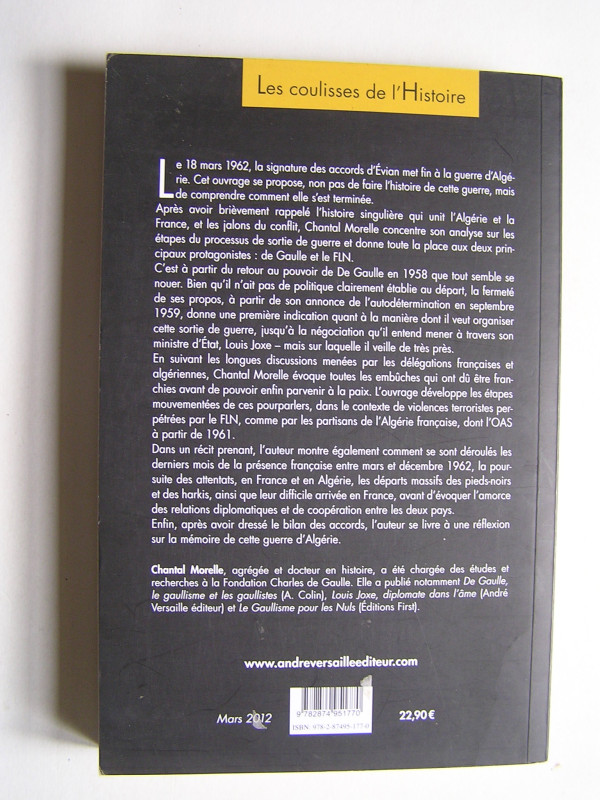 Les coulisses de l'Histoire
Le 18 mars 1962, la signature des accords d'Évian met fin à la guerre d'Algé-
rie. Cet ouvrage se propose, non pas de faire l'histoire de cette guerre, mais
de comprendre comment elle s'est terminée.
Après avoir brièvement rappelé l'histoire singulière qui unit l'Algérie et la
France, et les jalons du conflit, Chantal Morelle concentre son analyse sur les
étapes du processus de sortie de guerre et donne toute la place aux deux prin-
cipaux protagonistes : de Gaulle et le FLN.
C'est à partir du retour au pouvoir de De Gaulle en 1958 que tout semble se
nouer. Bien qu'il n'ait pas de politique clairement établie au départ, la fermeté
de ses propos, à partir de son annonce de l'autodétermination en septembre
1959, donne une première indication quant à la manière dont il veut organiser
cette sortie de guerre, jusqu'à la négociation qu'il entend mener à travers son
ministre d'État, Louis Joxe – mais sur laquelle il veille de très près.
En suivant les longues discussions menées par les délégations françaises et
algériennes, Chantal Morelle évoque toutes les embûches qui ont dû être fran-
chies avant de pouvoir enfin parvenir à la paix. L'ouvrage développe les étapes
mouvementées de ces pourparlers, dans le contexte de violences terroristes per-
pétrées par le FLN, comme par les partisans de l'Algérie française, dont l'OAS
à partir de 1961.
Dans un récit prenant, l'auteur montre également comment se sont déroulés les
derniers mois de la présence française entre mars et décembre 1962, la pour-
suite des attentats, en France et en Algérie, les départs massifs des pieds-noirs
et des harkis, ainsi que leur difficile arrivée en France, avant d'évoquer l'amorce
des relations diplomatiques et de coopération entre les deux pays.
Enfin, après avoir dressé le bilan des accords, l'auteur se livre à une réflexion
sur la mémoire de cette guerre d'Algérie.
Chantal Morelle, agrégée et docteur en histoire, a été chargée des études et
recherches à la Fondation Charles de Gaulle. Elle a publié notamment De Gaulle,
le gaullisme et les gaullistes (A. Colin), Louis Joxe, diplomate dans l'âme (André
Versaille éditeur) et Le Gaullisme pour les Nuls (Éditions First).
www.andreversailleediteur.com
Mars 2012
9 782874 951770
ISBN: 978-2-87495-177-0
22,90 €